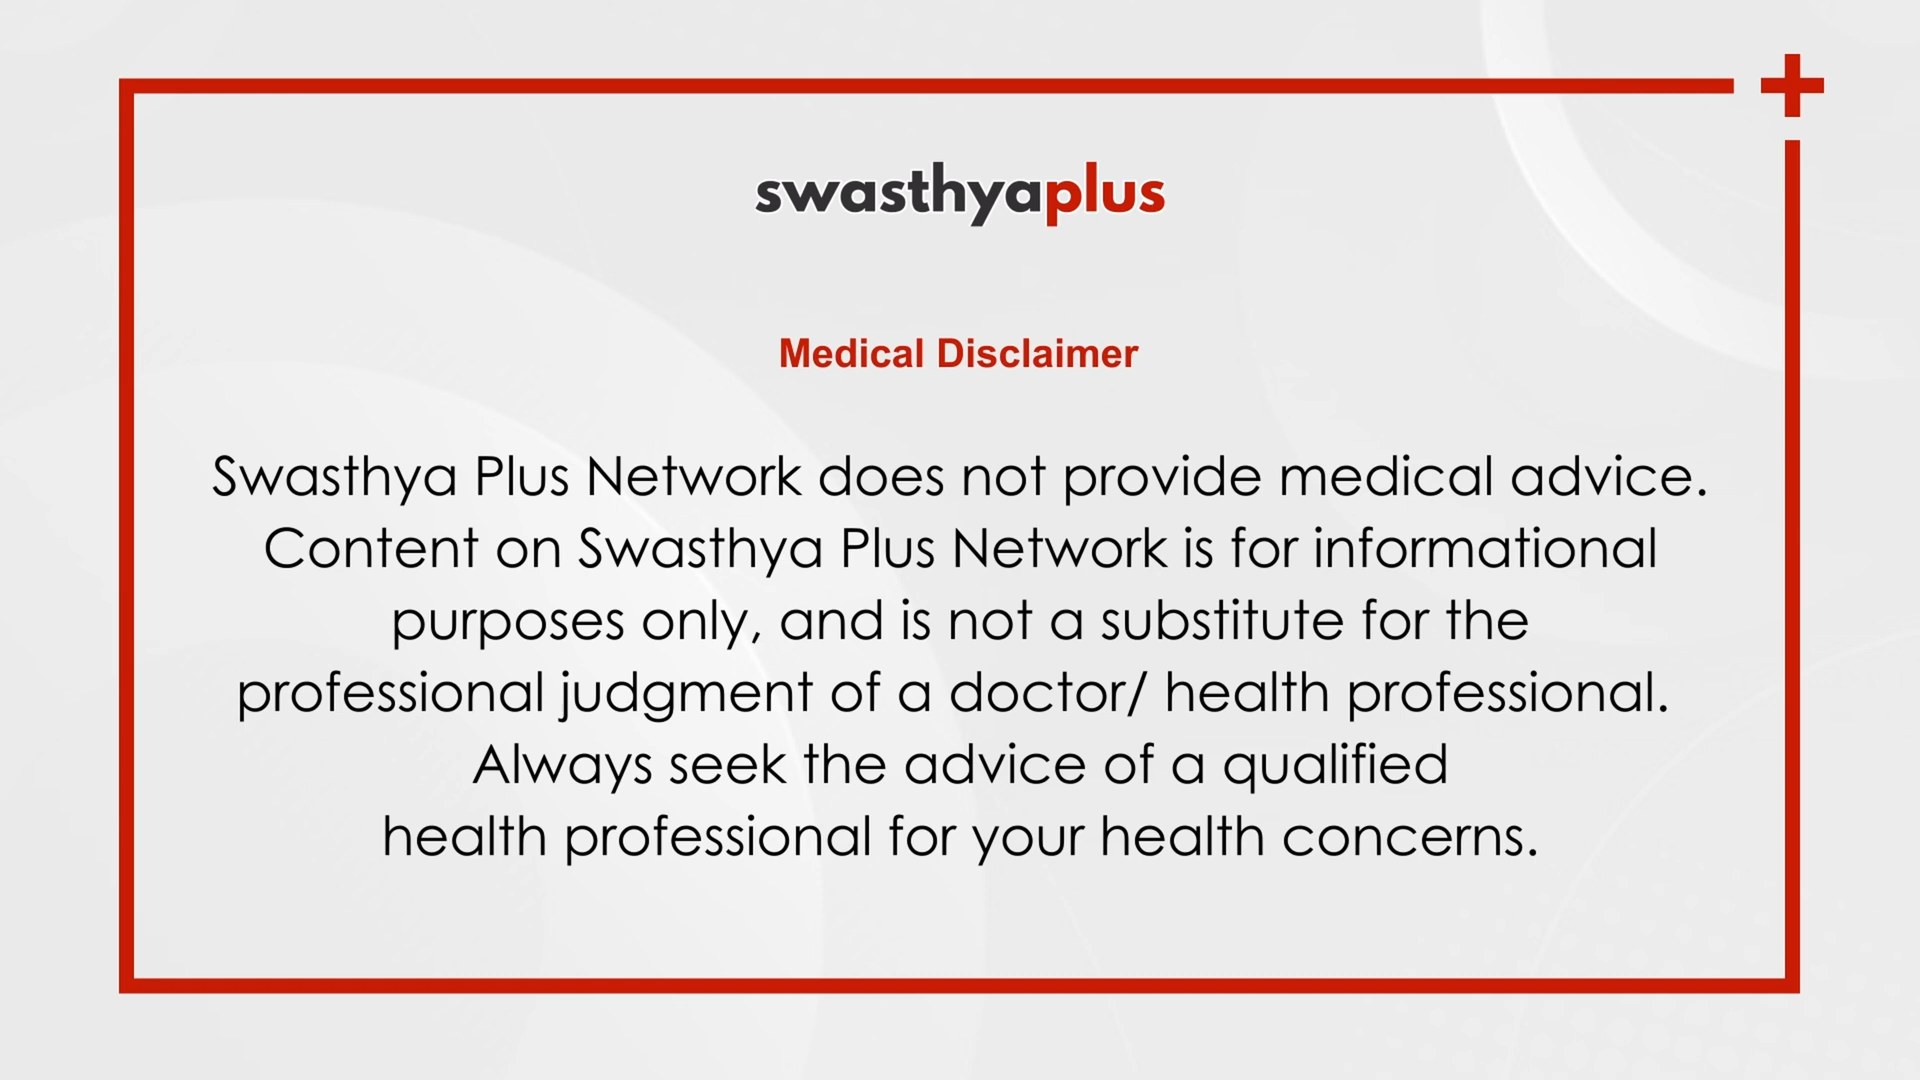 swasthyaplus
Medical Disclaimer
Swasthya Plus Network does not provide medical advice.
Content on Swasthya Plus Network is for informational
purposes only, and is not a substitute for the
professional judgment of a doctor/ health professional.
Always seek the advice of a qualified
health professional for your health concerns.